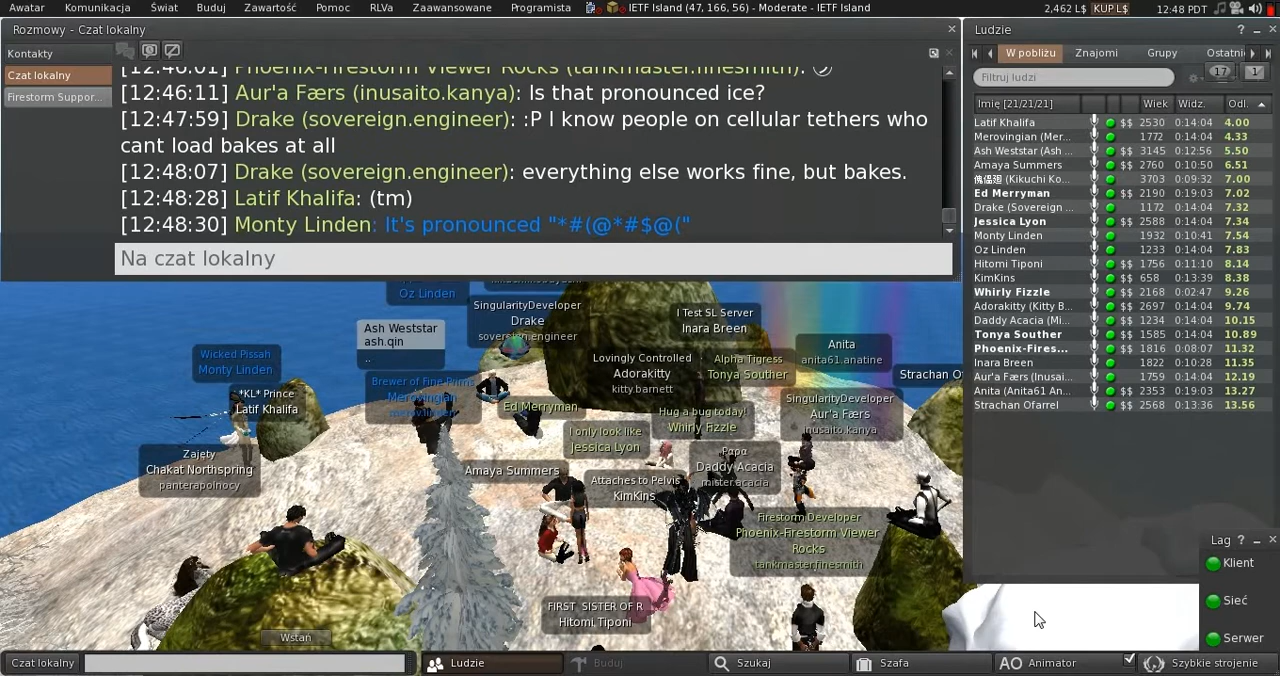 Awatar Komunikacja Świat Buduj Zawartość Pomoc RLVa Zaawansowane Programista IETF Island (47, 166, 56) - Moderate - IETF Island 2,462 L$ KUP L$ 12:48 PDT
Rozmowy - Czat lokalny
Kontakty
Czat lokalny
Firestorm Suppor...
[12:46:01] Phoenix-Firestorm Viewer Rocks (tankmaster.finesmith):
[12:46:11] Aur'a Færs (inusaito.kanya): Is that pronounced ice?
[12:47:59] Drake (sovereign.engineer): :P I know people on cellular tethers who
cant load bakes at all
[12:48:07] Drake (sovereign.engineer): everything else works fine, but bakes.
[12:48:28] Latif Khalifa: (tm)
[12:48:30] Monty Linden: It's pronounced "*#(@*#$@("
Na czat lokalny
Ludzie
W pobliżu Znajomi Grupy Ostatni
Filtruj ludzi 17 1
Imię [21/21/21] Wiek Widz. Odl.
Latif Khalifa $$ 2530 0:14:04 4.00
Merovingian (Mer... 1772 0:14:04 4.33
Ash Weststar (Ash ... $$ 3145 0:12:56 5.50
Amaya Summers $$ 2760 0:10:50 6.51
(Kikuchi Ko... 3703 0:09:32 7.00
Ed Merryman $$ 2190 0:19:03 7.02
Drake (Sovereign ... 1172 0:14:04 7.32
Jessica Lyon $$ 2588 0:14:04 7.34
Monty Linden 1932 0:10:41 7.54
Oz Linden 1233 0:14:04 7.83
Hitomi Tiponi $$ 1756 0:11:10 8.14
KimKins $$ 658 0:13:39 8.38
Whirly Fizzle $$ 2168 0:02:47 9.26
Adorakitty (Kitty B... $$ 2697 0:14:04 9.74
Daddy Acacia (Mi... $$ 1234 0:14:04 10.15
Tonya Souther $$ 1585 0:14:04 10.89
Phoenix-Fires... $$ 1816 0:08:07 11.32
Inara Breen 1822 0:10:28 11.35
Aur'a Færs (Inusai... 1759 0:14:04 12.19
Anita (Anita61 An... $$ 2353 0:19:03 13.27
Strachan Ofarrel $$ 2568 0:13:36 13.56
Oz Linden
SingularityDeveloper
Drake
sovereign.engineer
I Test SL Server
Inara Breen
Ash Weststar
ash.qin
..
Wicked Pissah
Monty Linden
Anita
anita61.anatine
Lovingly Controlled
Adorakitty
kitty.barnett
Alpha Tigress
Tonya Souther
Strachan O
Brewer of Fine Prims
Merovingian
merov.linden
*KL* Prince
Latif Khalifa
Ed Merryman
SingularityDeveloper
Aur'a Færs
inusaito.kanya
Hug a bug today!
Whirly Fizzle
I only look like
Jessica Lyon
Zajęty
Chakat Northspring
panterapolnocy
Amaya Summers
Papa
Daddy Acacia
mister.acacia
Attaches to Pelvis
KimKins
Firestorm Developer
Phoenix-Firestorm Viewer
Rocks
tankmaster.finesmith
FIRST SISTER OF R
Hitomi Tiponi
Wstań
Lag
Klient
Sieć
Serwer
Czat lokalny Ludzie Buduj Szukaj Szafa AO Animator Szybkie strojenie